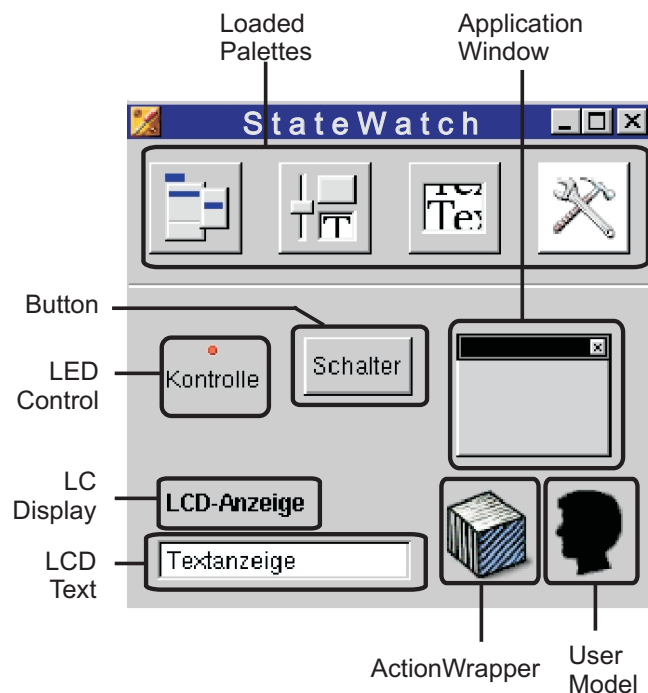 Loaded
Palettes
Application
Window
StateWatch
T
Tex
Button
Schalter
LED
Control
Kontrolle
LC
Display
LCD-Anzeige
LCD
Text
Textanzeige
ActionWrapper
User
Model